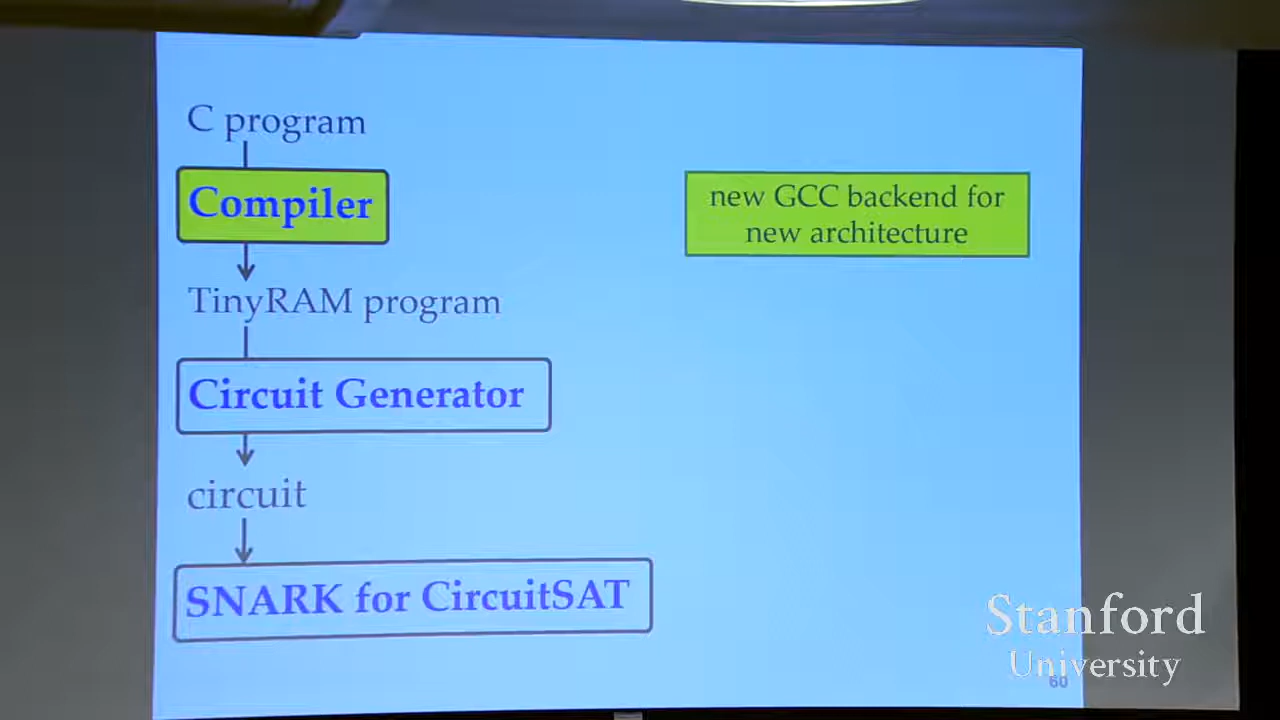 C program
Compiler
new GCC backend for
new architecture
TinyRAM program
Circuit Generator
circuit
SNARK for CircuitSAT
Stanford
University
60